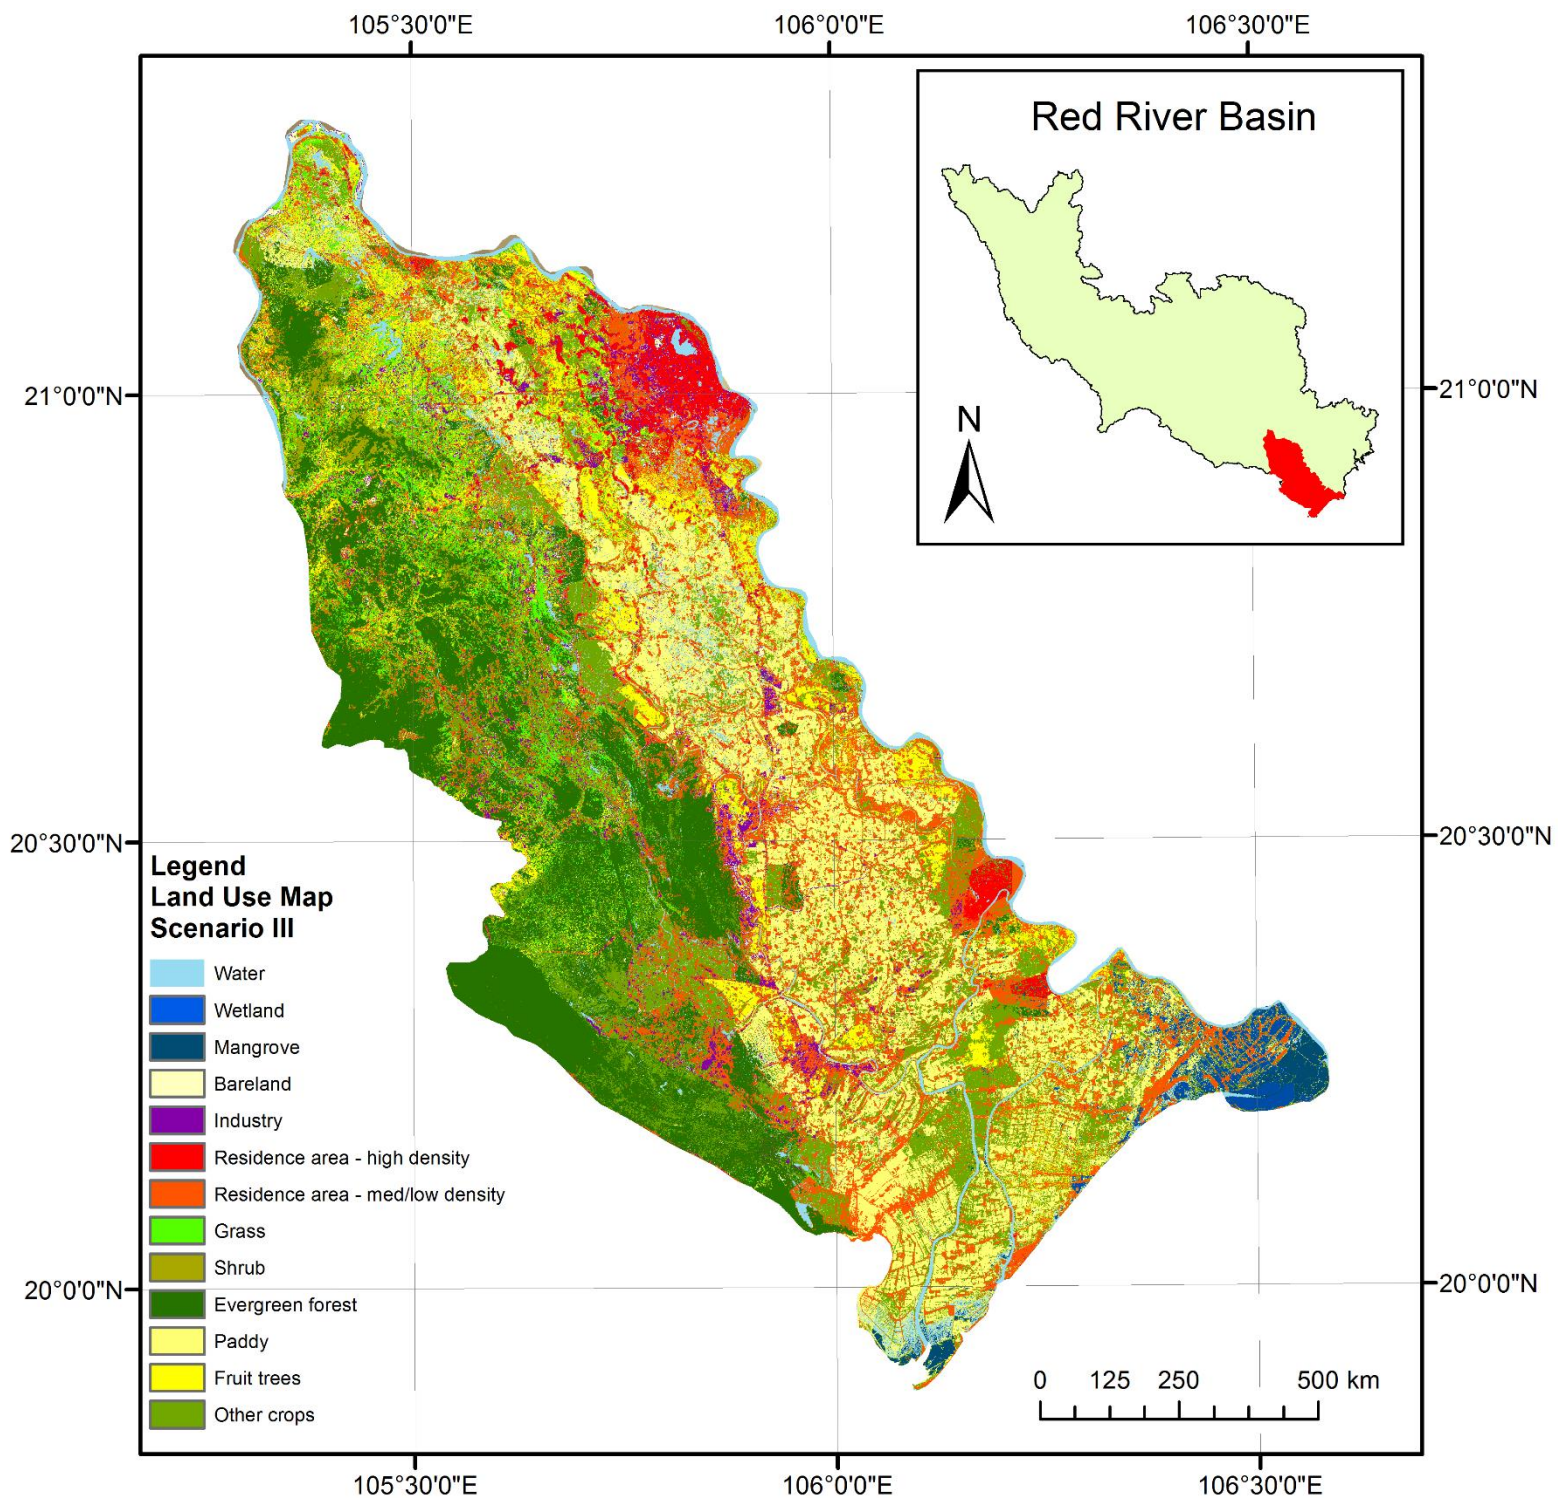 105°30'0"E 106°0'0"E 106°30'0"E
Red River Basin
N
21°0'0"N 21°0'0"N
20°30'0"N 20°30'0"N
Legend
Land Use Map
Scenario III
Water
Wetland
Mangrove
Bareland
Industry
Residence area - high density
Residence area - med/low density
Grass
Shrub
Evergreen forest
Paddy
Fruit trees
Other crops
20°0'0"N 20°0'0"N
0 125 250 500 km
105°30'0"E 106°0'0"E 106°30'0"E